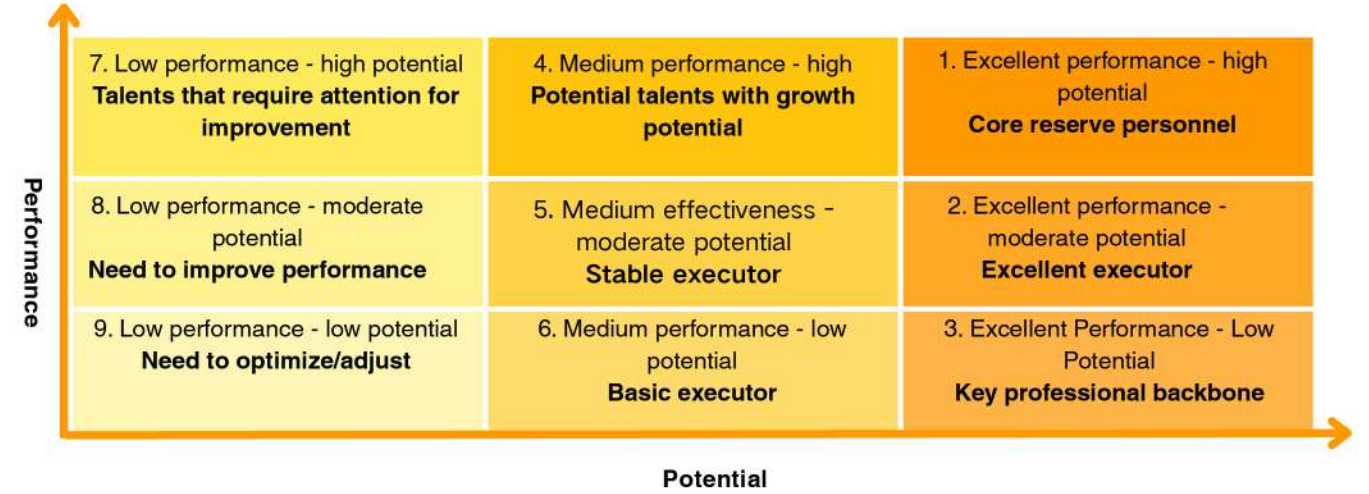 7. Low performance - high potential
Talents that require attention for
improvement
4. Medium performance - high
Potential talents with growth
potential
1. Excellent performance - high
potential
Core reserve personnel
Performance
8. Low performance - moderate
potential
Need to improve performance
5. Medium effectiveness -
moderate potential
Stable executor
2. Excellent performance -
moderate potential
Excellent executor
9. Low performance - low potential
Need to optimize/adjust
6. Medium performance - low
potential
Basic executor
3. Excellent Performance - Low
Potential
Key professional backbone
Potential